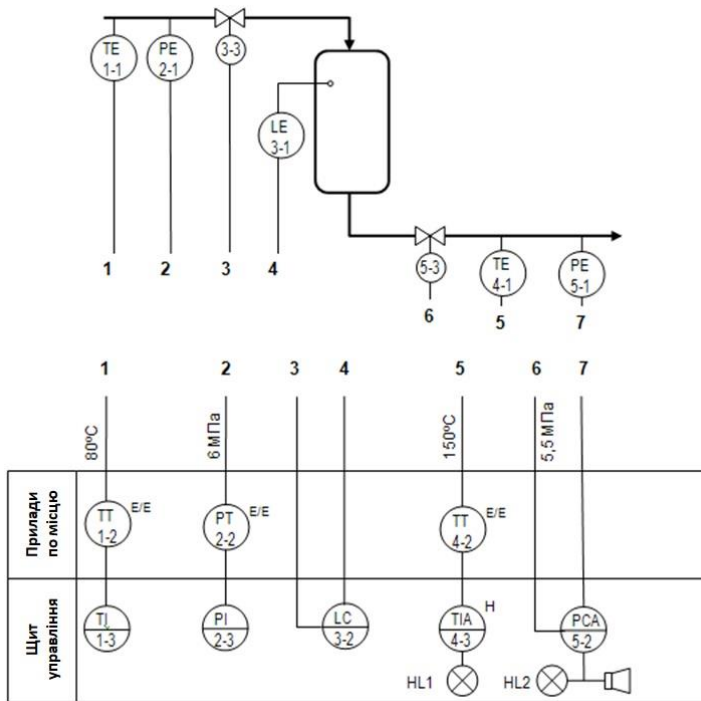 TE
1-1
PE
2-1
3-3
LE
3-1
1
2
3
4
5-3
TE
4-1
PE
5-1
6
5
7
1
2
3
4
5
6
7
80ºC
6 МПа
150ºC
5,5 МПа
Прилади
по місцю
TT
1-2
E/E
PT
2-2
E/E
TT
4-2
E/E
Щит
управління
TI
1-3
PI
2-3
LC
3-2
TIA
4-3
H
PCA
5-2
HL1
HL2